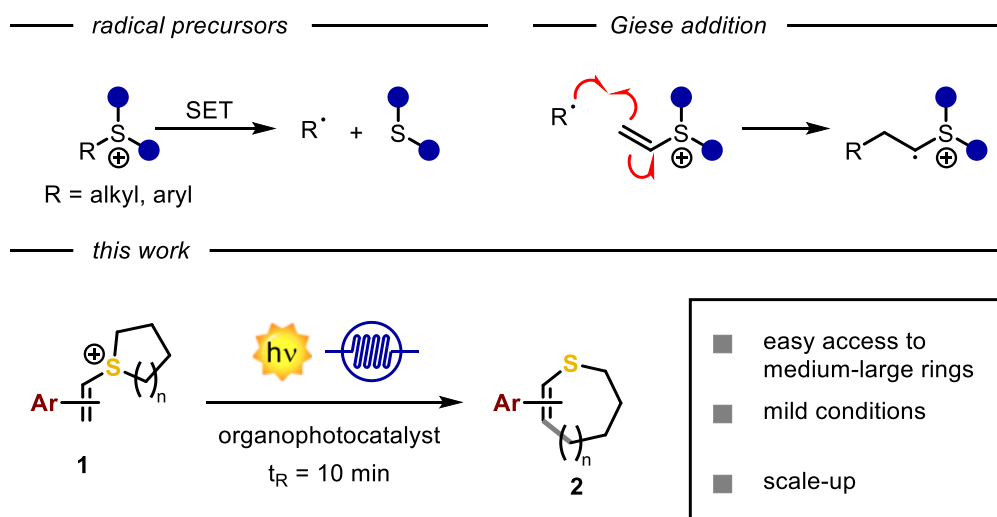 radical precursors
Giese addition
SET
R
S
⊕
R•
+
S
R = alkyl, aryl
R•
S
⊕
R
•
S
⊕
this work
⊕
S
n
Ar
1
hν
organophotocatalyst
tR = 10 min
S
Ar
n
2
easy access to
medium-large rings
mild conditions
scale-up